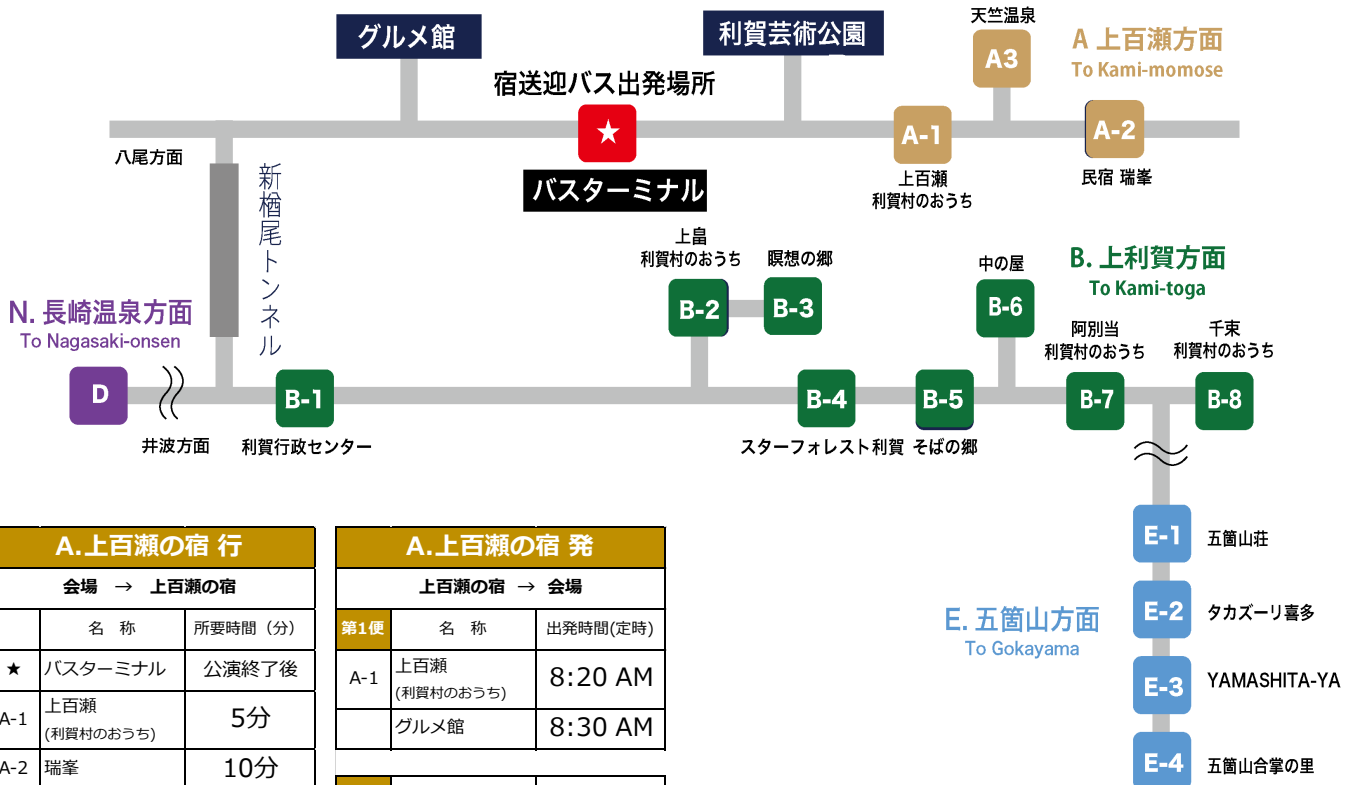 天竺温泉
グルメ館
利賀芸術公園
A 上百瀬方面
To Kami-momose
A3
宿送迎バス出発場所
★
A-1
A-2
八尾方面
バスターミナル
上百瀬
利賀村のおうち
民宿 瑞峯
新楢尾トンネル
上畠
利賀村のおうち
瞑想の郷
中の屋
B. 上利賀方面
To Kami-toga
B-2
B-3
B-6
N. 長崎温泉方面
To Nagasaki-onsen
阿別当
利賀村のおうち
千束
利賀村のおうち
D
B-1
B-4
B-5
B-7
B-8
井波方面
利賀行政センター
スターフォレスト利賀
そばの郷
E-1
五箇山荘
E-2
タカズーリ喜多
E. 五箇山方面
To Gokayama
E-3
YAMASHITA-YA
E-4
五箇山合掌の里
A.上百瀬の宿 行
会場 → 上百瀬の宿
名 称 所要時間（分）
★ バスターミナル 公演終了後
A-1 上百瀬
(利賀村のおうち) 5分
A-2 瑞峯 10分
A.上百瀬の宿 発
上百瀬の宿 → 会場
第1便 名 称 出発時間(定時)
A-1 上百瀬
(利賀村のおうち) 8:20 AM
グルメ館 8:30 AM